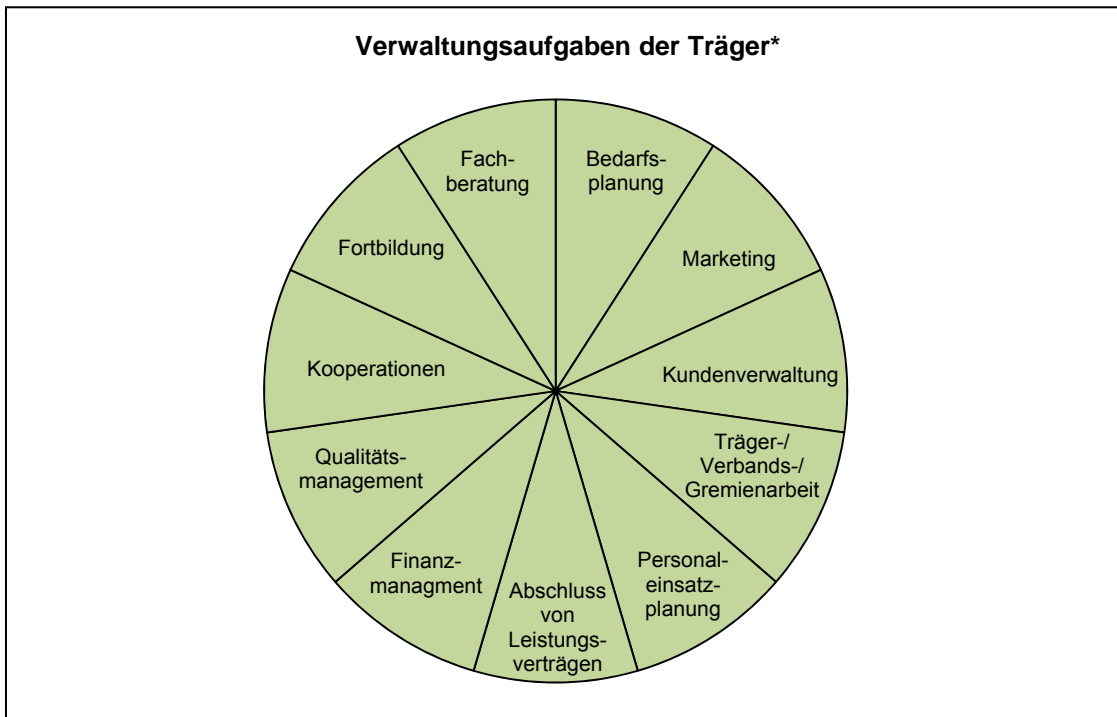 Verwaltungsaufgaben der Träger*
Fach-
beratung
Bedarfs-
planung
Fortbildung
Marketing
Kooperationen
Kundenverwaltung
Qualitäts-
management
Träger-/
Verbands-/
Gremienarbeit
Finanz-
managment
Abschluss
von
Leistungs-
verträgen
Personal-
einsatz-
planung